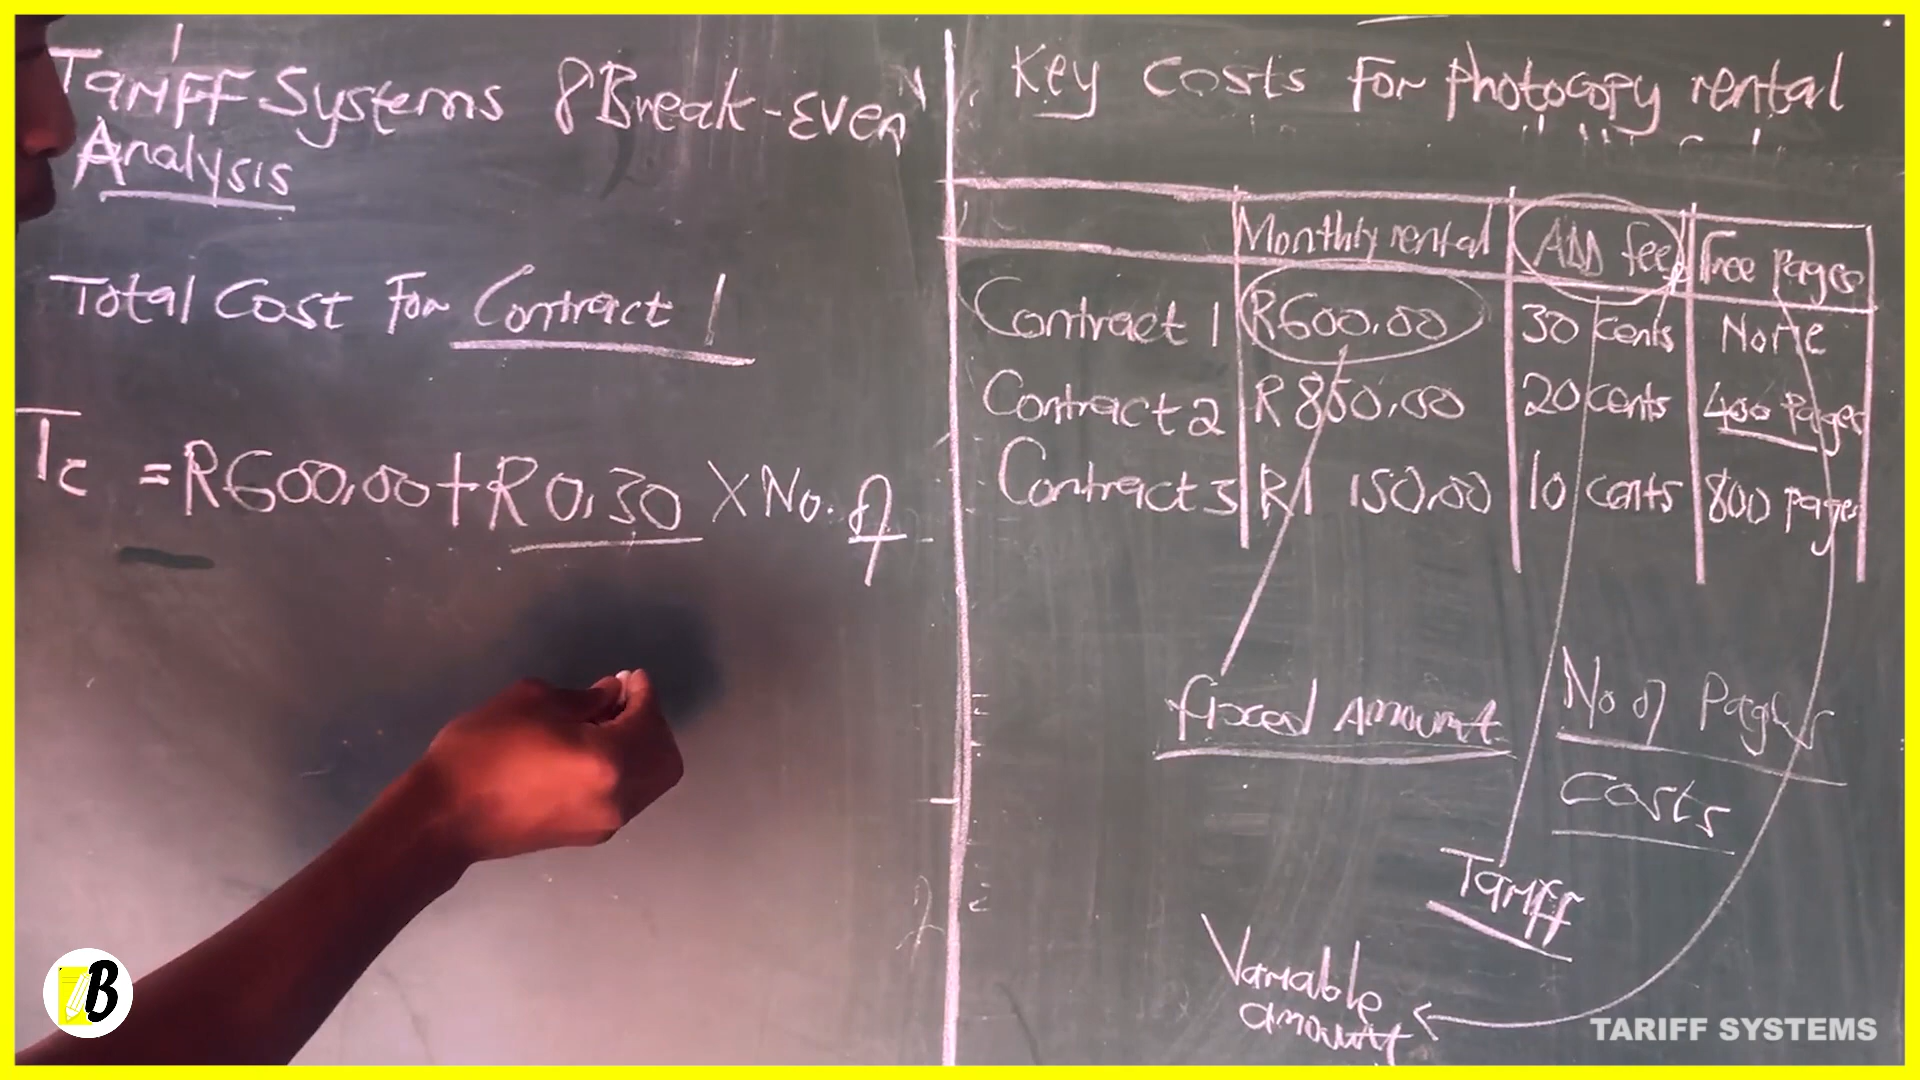 Tariff Systems & Break-Even
Analysis
Total Cost For Contract 1
Tc = R600,00 + R0,30 × No. of
Key Costs For Photocopy rental
Monthly rental ADD fee Free Pages
Contract 1 R600,00 30 cents None
Contract 2 R850,00 20 cents 400 Pages
Contract 3 R1 150,00 10 cents 800 pages
fixed Amount
No of Pages
Costs
Tariff
Variable
amount
B
TARIFF SYSTEMS